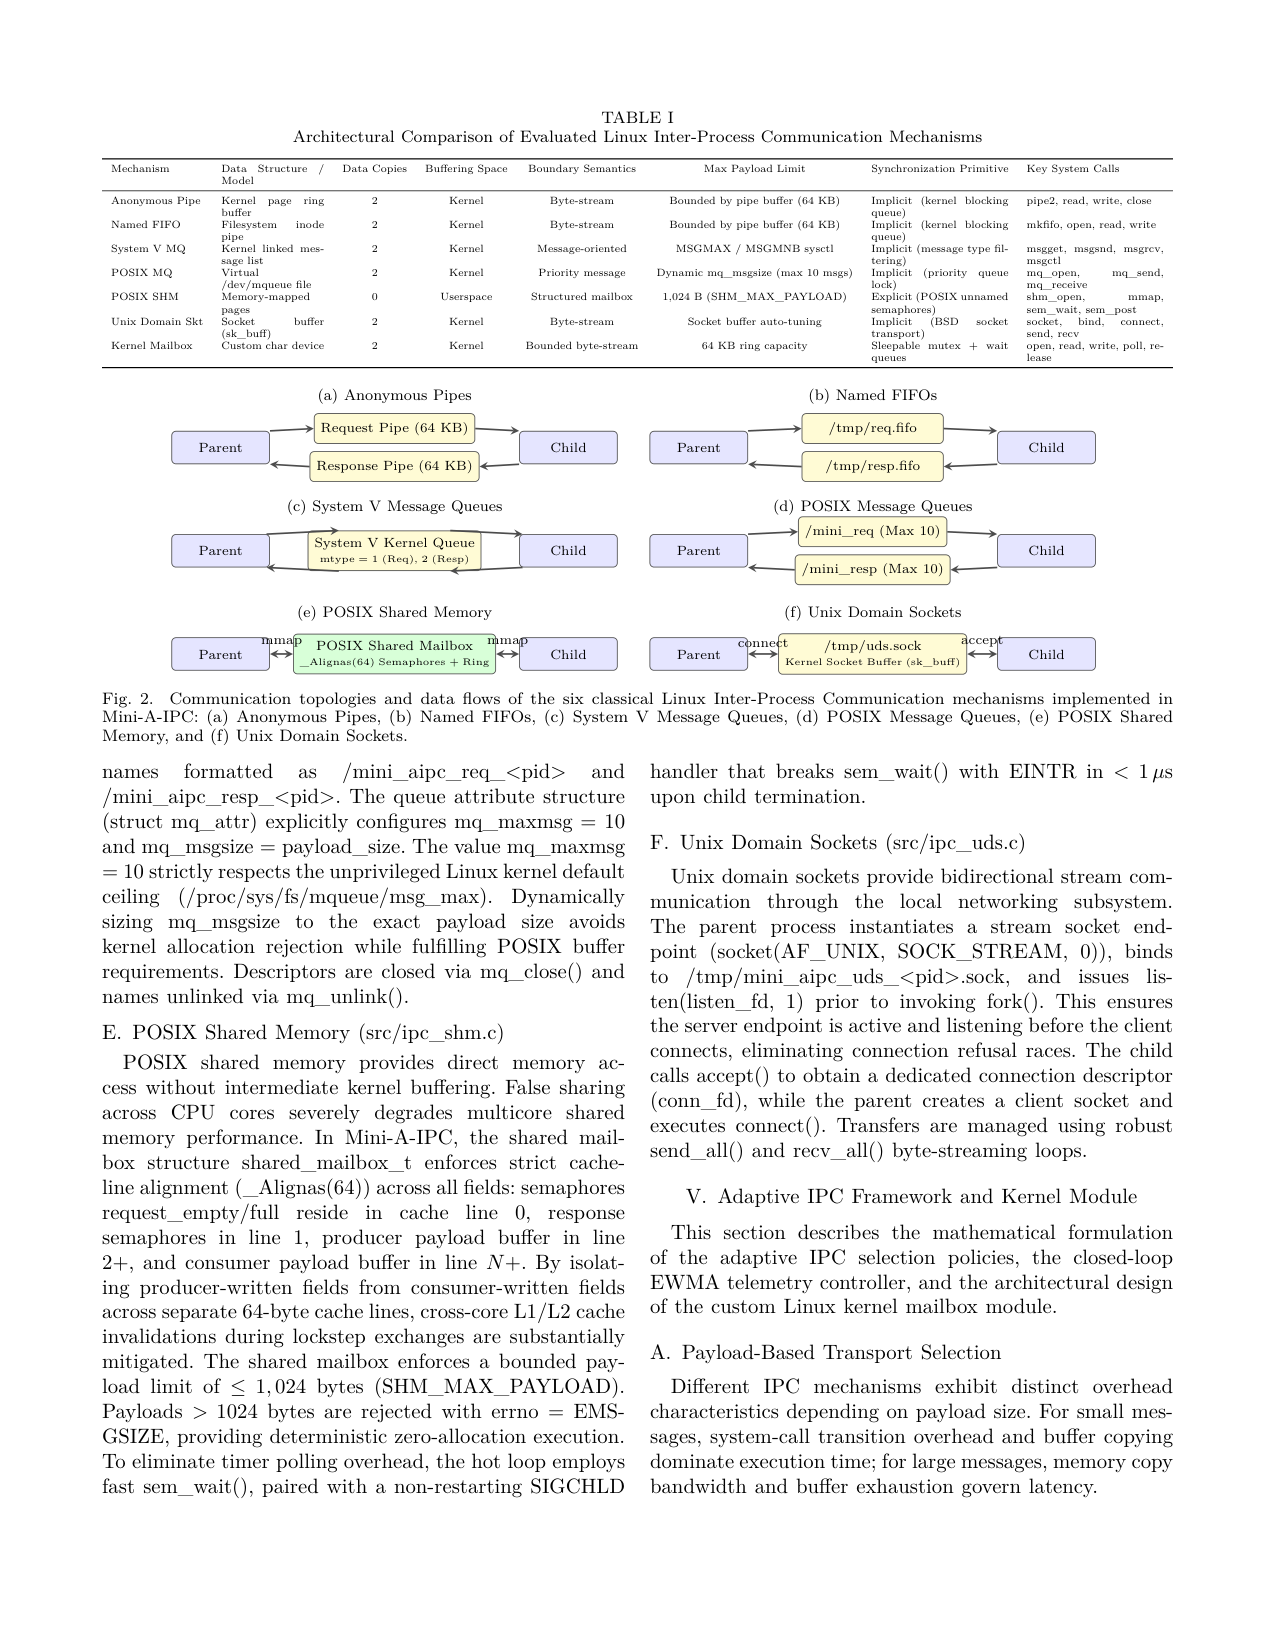 TABLE I
Architectural Comparison of Evaluated Linux Inter-Process Communication Mechanisms
Mechanism Data Structure / Model Data Copies Buffering Space Boundary Semantics Max Payload Limit Synchronization Primitive Key System Calls
Anonymous Pipe Kernel page ring buffer 2 Kernel Byte-stream Bounded by pipe buffer (64 KB) Implicit (kernel blocking queue) pipe2, read, write, close
Named FIFO Filesystem inode pipe 2 Kernel Byte-stream Bounded by pipe buffer (64 KB) Implicit (kernel blocking queue) mkfifo, open, read, write
System V MQ Kernel linked mes-sage list 2 Kernel Message-oriented MSGMAX / MSGMNB sysctl Implicit (message type fil-tering) msgget, msgsnd, msgrcv, msgctl
POSIX MQ Virtual /dev/mqueue file 2 Kernel Priority message Dynamic mq_msgsize (max 10 msgs) Implicit (priority queue lock) mq_open, mq_send, mq_receive
POSIX SHM Memory-mapped pages 0 Userspace Structured mailbox 1,024 B (SHM_MAX_PAYLOAD) Explicit (POSIX unnamed semaphores) shm_open, mmap, sem_wait, sem_post
Unix Domain Skt Socket buffer (sk_buff) 2 Kernel Byte-stream Socket buffer auto-tuning Implicit (BSD socket transport) socket, bind, connect, send, recv
Kernel Mailbox Custom char device 2 Kernel Bounded byte-stream 64 KB ring capacity Sleepable mutex + wait queues open, read, write, poll, re-lease
(a) Anonymous Pipes
Parent
Request Pipe (64 KB)
Response Pipe (64 KB)
Child
(b) Named FIFOs
Parent
/tmp/req.fifo
/tmp/resp.fifo
Child
(c) System V Message Queues
Parent
System V Kernel Queue
mtype = 1 (Req), 2 (Resp)
Child
(d) POSIX Message Queues
Parent
/mini_req (Max 10)
/mini_resp (Max 10)
Child
(e) POSIX Shared Memory
Parent
mmap
POSIX Shared Mailbox
_Alignas(64) Semaphores + Ring
mmap
Child
(f) Unix Domain Sockets
Parent
connect
/tmp/uds.sock
Kernel Socket Buffer (sk_buff)
accept
Child
Fig. 2. Communication topologies and data flows of the six classical Linux Inter-Process Communication mechanisms implemented in
Mini-A-IPC: (a) Anonymous Pipes, (b) Named FIFOs, (c) System V Message Queues, (d) POSIX Message Queues, (e) POSIX Shared
Memory, and (f) Unix Domain Sockets.
names formatted as /mini_aipc_req_<pid> and
/mini_aipc_resp_<pid>. The queue attribute structure
(struct mq_attr) explicitly configures mq_maxmsg = 10
and mq_msgsize = payload_size. The value mq_maxmsg
= 10 strictly respects the unprivileged Linux kernel default
ceiling (/proc/sys/fs/mqueue/msg_max). Dynamically
sizing mq_msgsize to the exact payload size avoids
kernel allocation rejection while fulfilling POSIX buffer
requirements. Descriptors are closed via mq_close() and
names unlinked via mq_unlink().
E. POSIX Shared Memory (src/ipc_shm.c)
POSIX shared memory provides direct memory ac-
cess without intermediate kernel buffering. False sharing
across CPU cores severely degrades multicore shared
memory performance. In Mini-A-IPC, the shared mail-
box structure shared_mailbox_t enforces strict cache-
line alignment (_Alignas(64)) across all fields: semaphores
request_empty/full reside in cache line 0, response
semaphores in line 1, producer payload buffer in line
2+, and consumer payload buffer in line N+. By isolat-
ing producer-written fields from consumer-written fields
across separate 64-byte cache lines, cross-core L1/L2 cache
invalidations during lockstep exchanges are substantially
mitigated. The shared mailbox enforces a bounded pay-
load limit of ≤ 1, 024 bytes (SHM_MAX_PAYLOAD).
Payloads > 1024 bytes are rejected with errno = EMS-
GSIZE, providing deterministic zero-allocation execution.
To eliminate timer polling overhead, the hot loop employs
fast sem_wait(), paired with a non-restarting SIGCHLD
handler that breaks sem_wait() with EINTR in < 1 µs
upon child termination.
F. Unix Domain Sockets (src/ipc_uds.c)
Unix domain sockets provide bidirectional stream com-
munication through the local networking subsystem.
The parent process instantiates a stream socket end-
point (socket(AF_UNIX, SOCK_STREAM, 0)), binds
to /tmp/mini_aipc_uds_<pid>.sock, and issues lis-
ten(listen_fd, 1) prior to invoking fork(). This ensures
the server endpoint is active and listening before the client
connects, eliminating connection refusal races. The child
calls accept() to obtain a dedicated connection descriptor
(conn_fd), while the parent creates a client socket and
executes connect(). Transfers are managed using robust
send_all() and recv_all() byte-streaming loops.
V. Adaptive IPC Framework and Kernel Module
This section describes the mathematical formulation
of the adaptive IPC selection policies, the closed-loop
EWMA telemetry controller, and the architectural design
of the custom Linux kernel mailbox module.
A. Payload-Based Transport Selection
Different IPC mechanisms exhibit distinct overhead
characteristics depending on payload size. For small mes-
sages, system-call transition overhead and buffer copying
dominate execution time; for large messages, memory copy
bandwidth and buffer exhaustion govern latency.